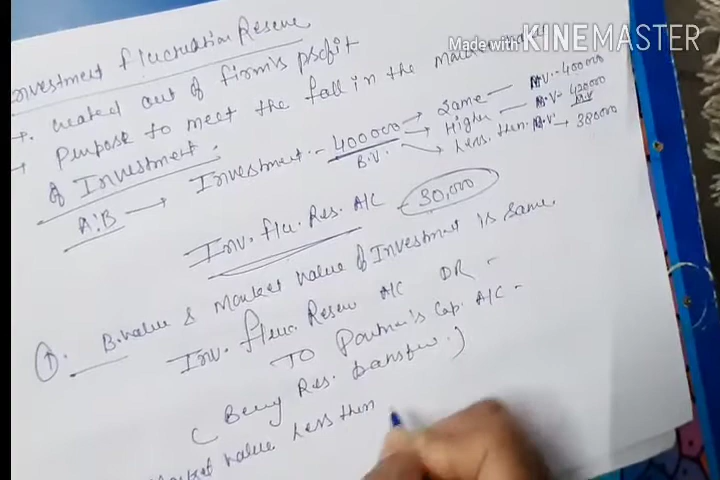 Investment Fluctuation Reserve
→ created out of firm's profit
→ Purpose to meet the fall in the market value
of Investment.
A:B → Investment - 400000 → Same - M.V.- 400000
B.V. → Higher - M.V- 420000
→ Less then. M.V → 380000
Inv. flu. Res. A/C - 30,000
①. B.value & Market value of Investment is same.
Inv. fluc. Reserv A/C DR -
To Partner's Cap. A/C -
(Being Res. transfer.)
Market value Less then
Made with KINEMASTER